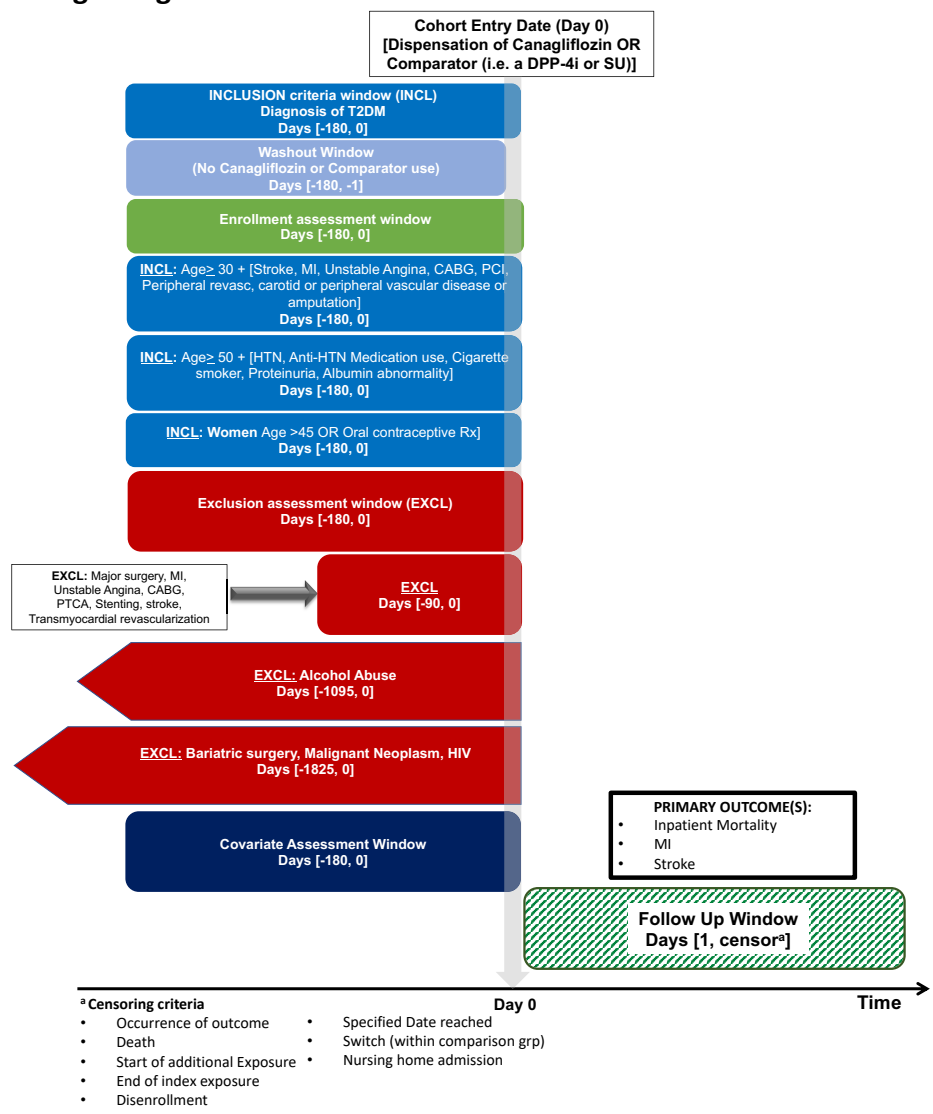 Cohort Entry Date (Day 0)
[Dispensation of Canagliflozin OR
Comparator (i.e. a DPP-4i or SU)]
INCLUSION criteria window (INCL)
Diagnosis of T2DM
Days [-180, 0]
Washout Window
(No Canagliflozin or Comparator use)
Days [-180, -1]
Enrollment assessment window
Days [-180, 0]
INCL: Age≥ 30 + [Stroke, MI, Unstable Angina, CABG, PCI,
Peripheral revasc, carotid or peripheral vascular disease or
amputation]
Days [-180, 0]
INCL: Age≥ 50 + [HTN, Anti-HTN Medication use, Cigarette
smoker, Proteinuria, Albumin abnormality]
Days [-180, 0]
INCL: Women Age >45 OR Oral contraceptive Rx]
Days [-180, 0]
Exclusion assessment window (EXCL)
Days [-180, 0]
EXCL: Major surgery, MI,
Unstable Angina, CABG,
PTCA, Stenting, stroke,
Transmyocardial revascularization
EXCL
Days [-90, 0]
EXCL: Alcohol Abuse
Days [-1095, 0]
EXCL: Bariatric surgery, Malignant Neoplasm, HIV
Days [-1825, 0]
Covariate Assessment Window
Days [-180, 0]
PRIMARY OUTCOME(S):
• Inpatient Mortality
• MI
• Stroke
Follow Up Window
Days [1, censorᵃ]
Day 0
Time
ᵃ Censoring criteria
• Occurrence of outcome
• Death
• Start of additional Exposure
• End of index exposure
• Disenrollment
• Specified Date reached
• Switch (within comparison grp)
• Nursing home admission